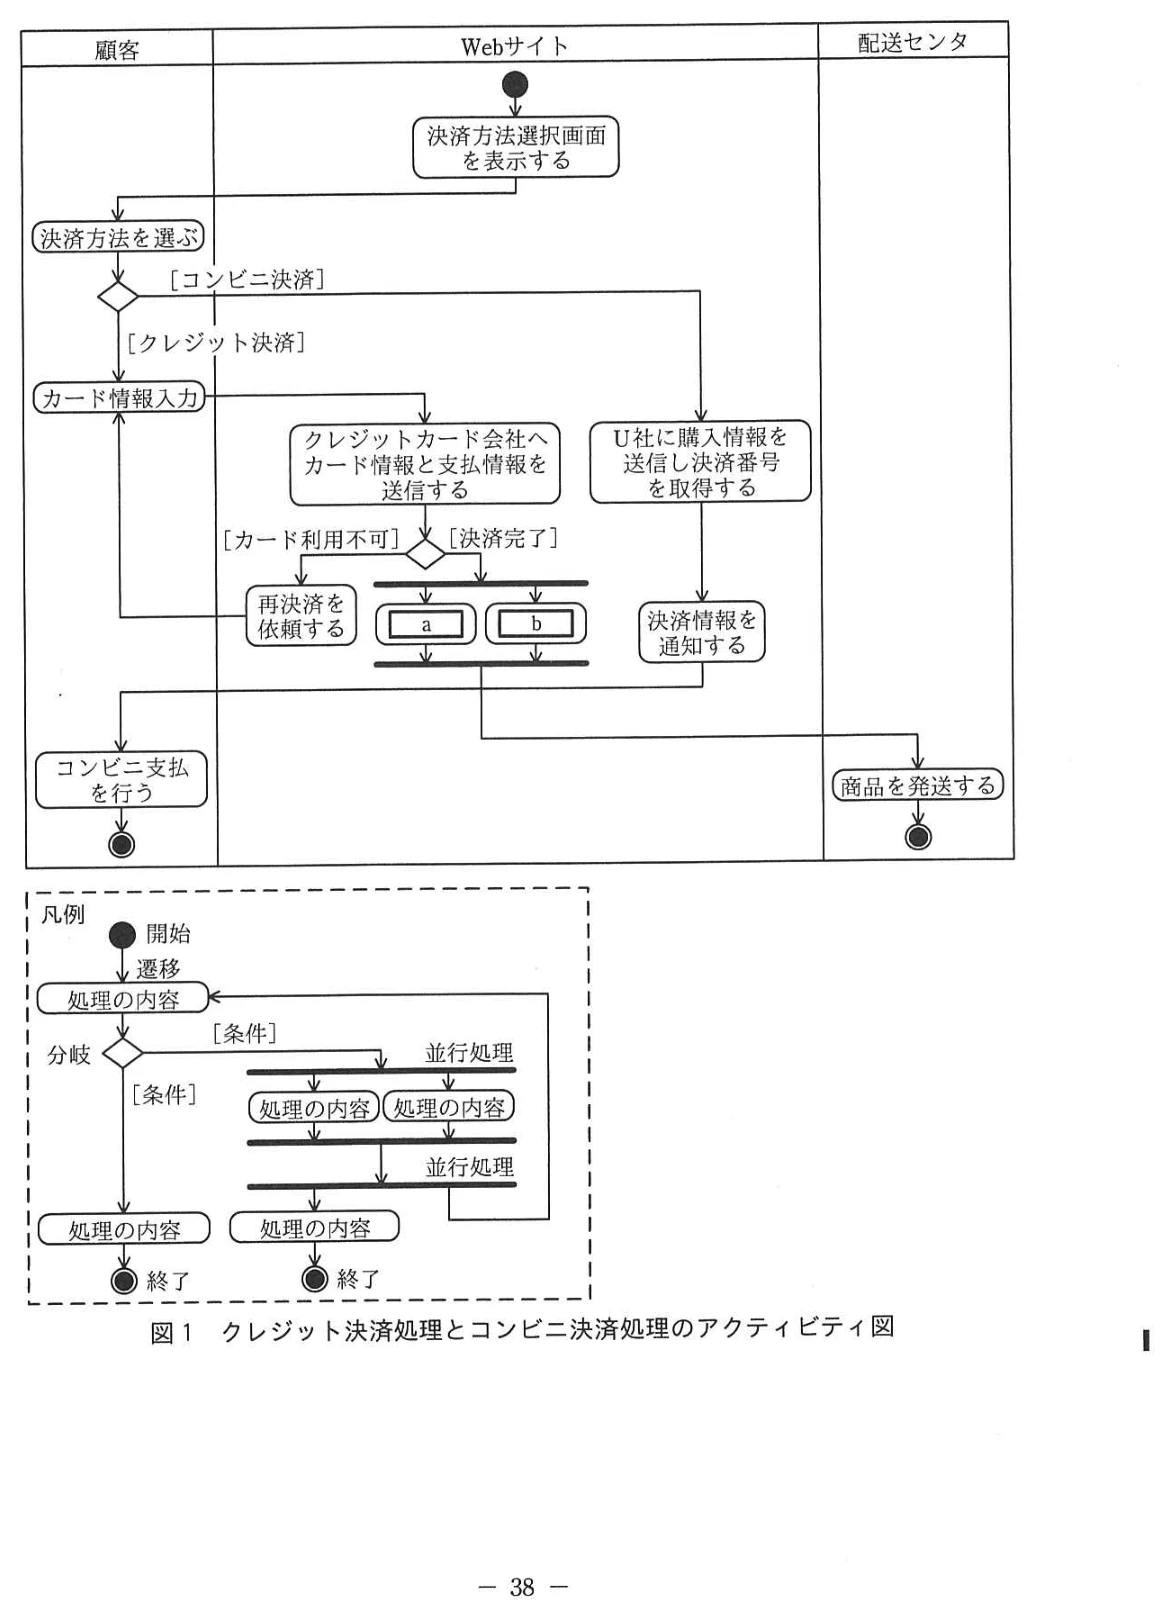 顧客
Webサイト
配送センタ
決済方法選択画面
を表示する
決済方法を選ぶ
［コンビニ決済］
［クレジット決済］
カード情報入力
クレジットカード会社へ
カード情報と支払情報を
送信する
U社に購入情報を
送信し決済番号
を取得する
［カード利用不可］
［決済完了］
再決済を
依頼する
a
b
決済情報を
通知する
コンビニ支払
を行う
商品を発送する
凡例
開始
遷移
処理の内容
分岐
［条件］
並行処理
［条件］
処理の内容
処理の内容
並行処理
処理の内容
処理の内容
終了
終了
図1　クレジット決済処理とコンビニ決済処理のアクティビティ図
－ 38 －